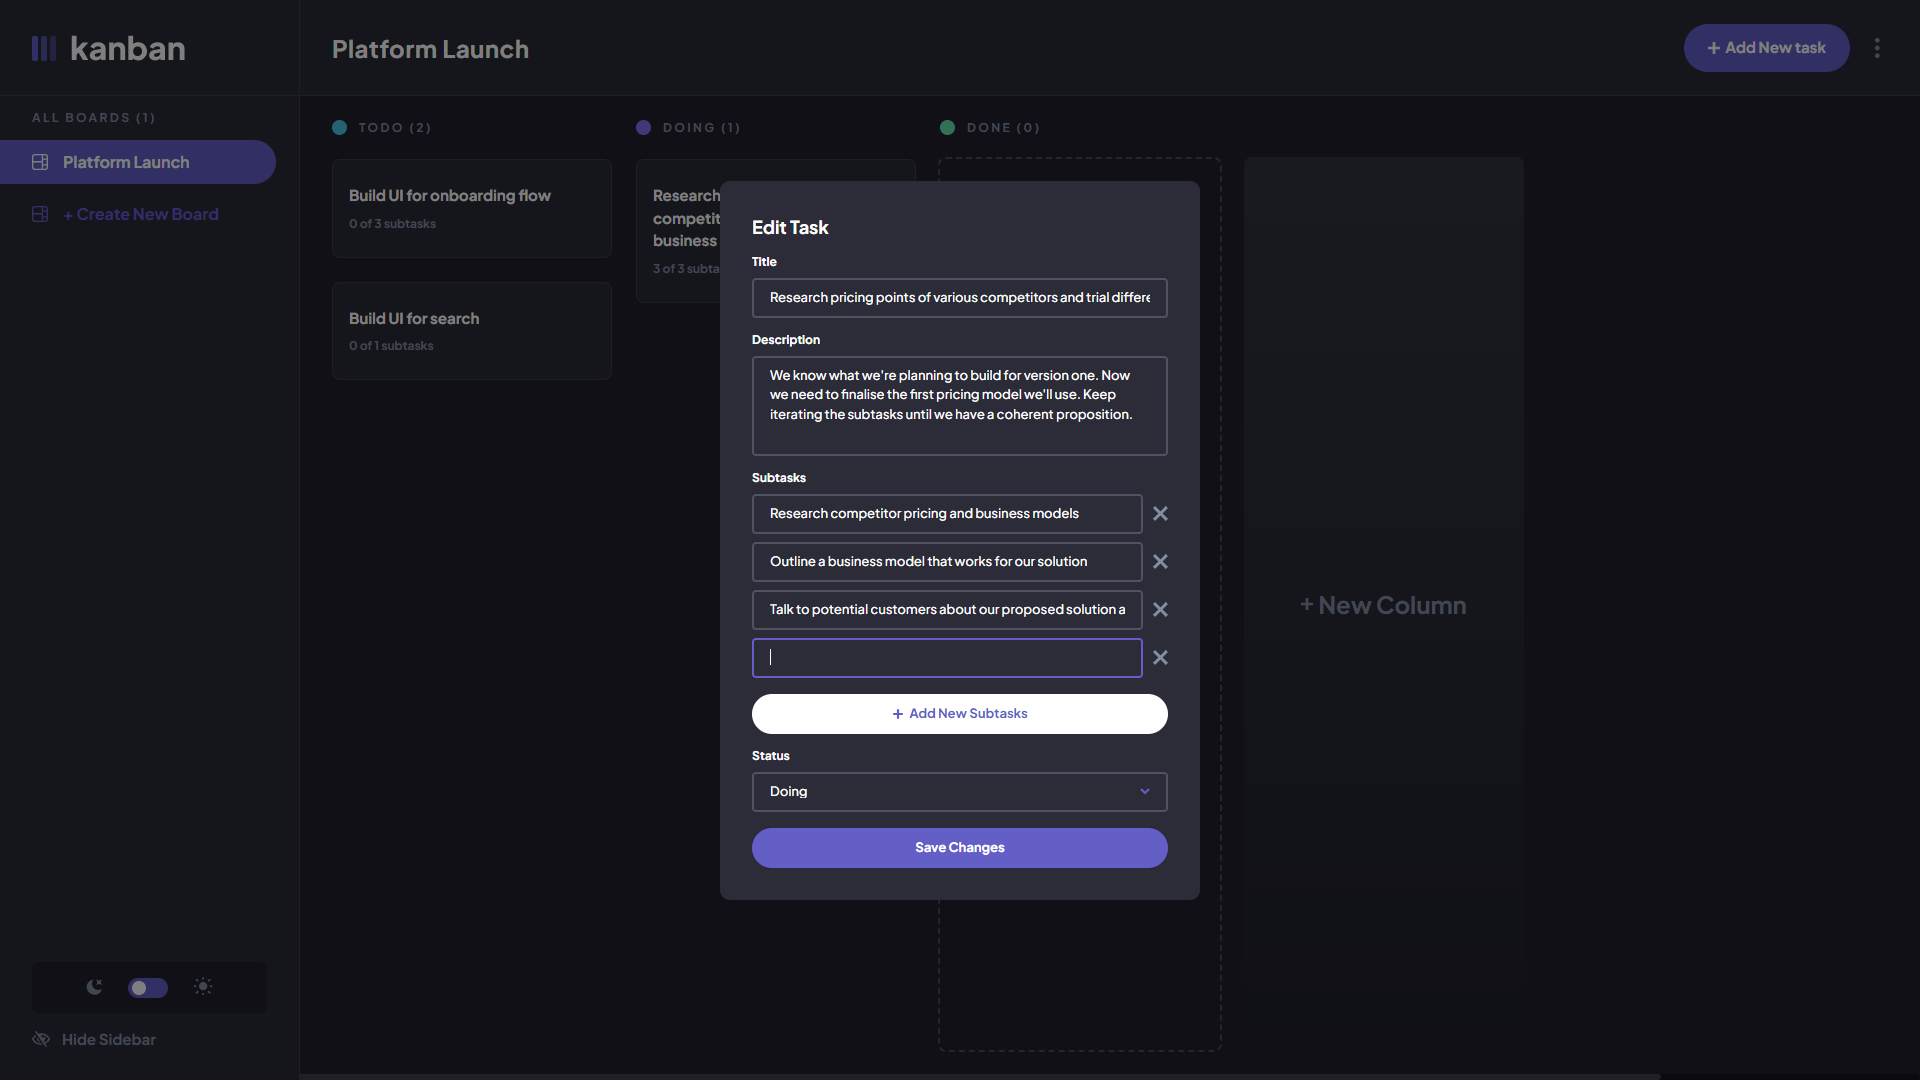 kanban
Platform Launch
+ Add New task
ALL BOARDS (1)
Platform Launch
+ Create New Board
TODO (2)
DOING (1)
DONE (0)
Build UI for onboarding flow
0 of 3 subtasks
Build UI for search
0 of 1 subtasks
Research
competit
business
3 of 3 subta
Edit Task
Title
Research pricing points of various competitors and trial differe
Description
We know what we're planning to build for version one. Now
we need to finalise the first pricing model we'll use. Keep
iterating the subtasks until we have a coherent proposition.
Subtasks
Research competitor pricing and business models
Outline a business model that works for our solution
Talk to potential customers about our proposed solution a
+ Add New Subtasks
Status
Doing
Save Changes
+ New Column
Hide Sidebar